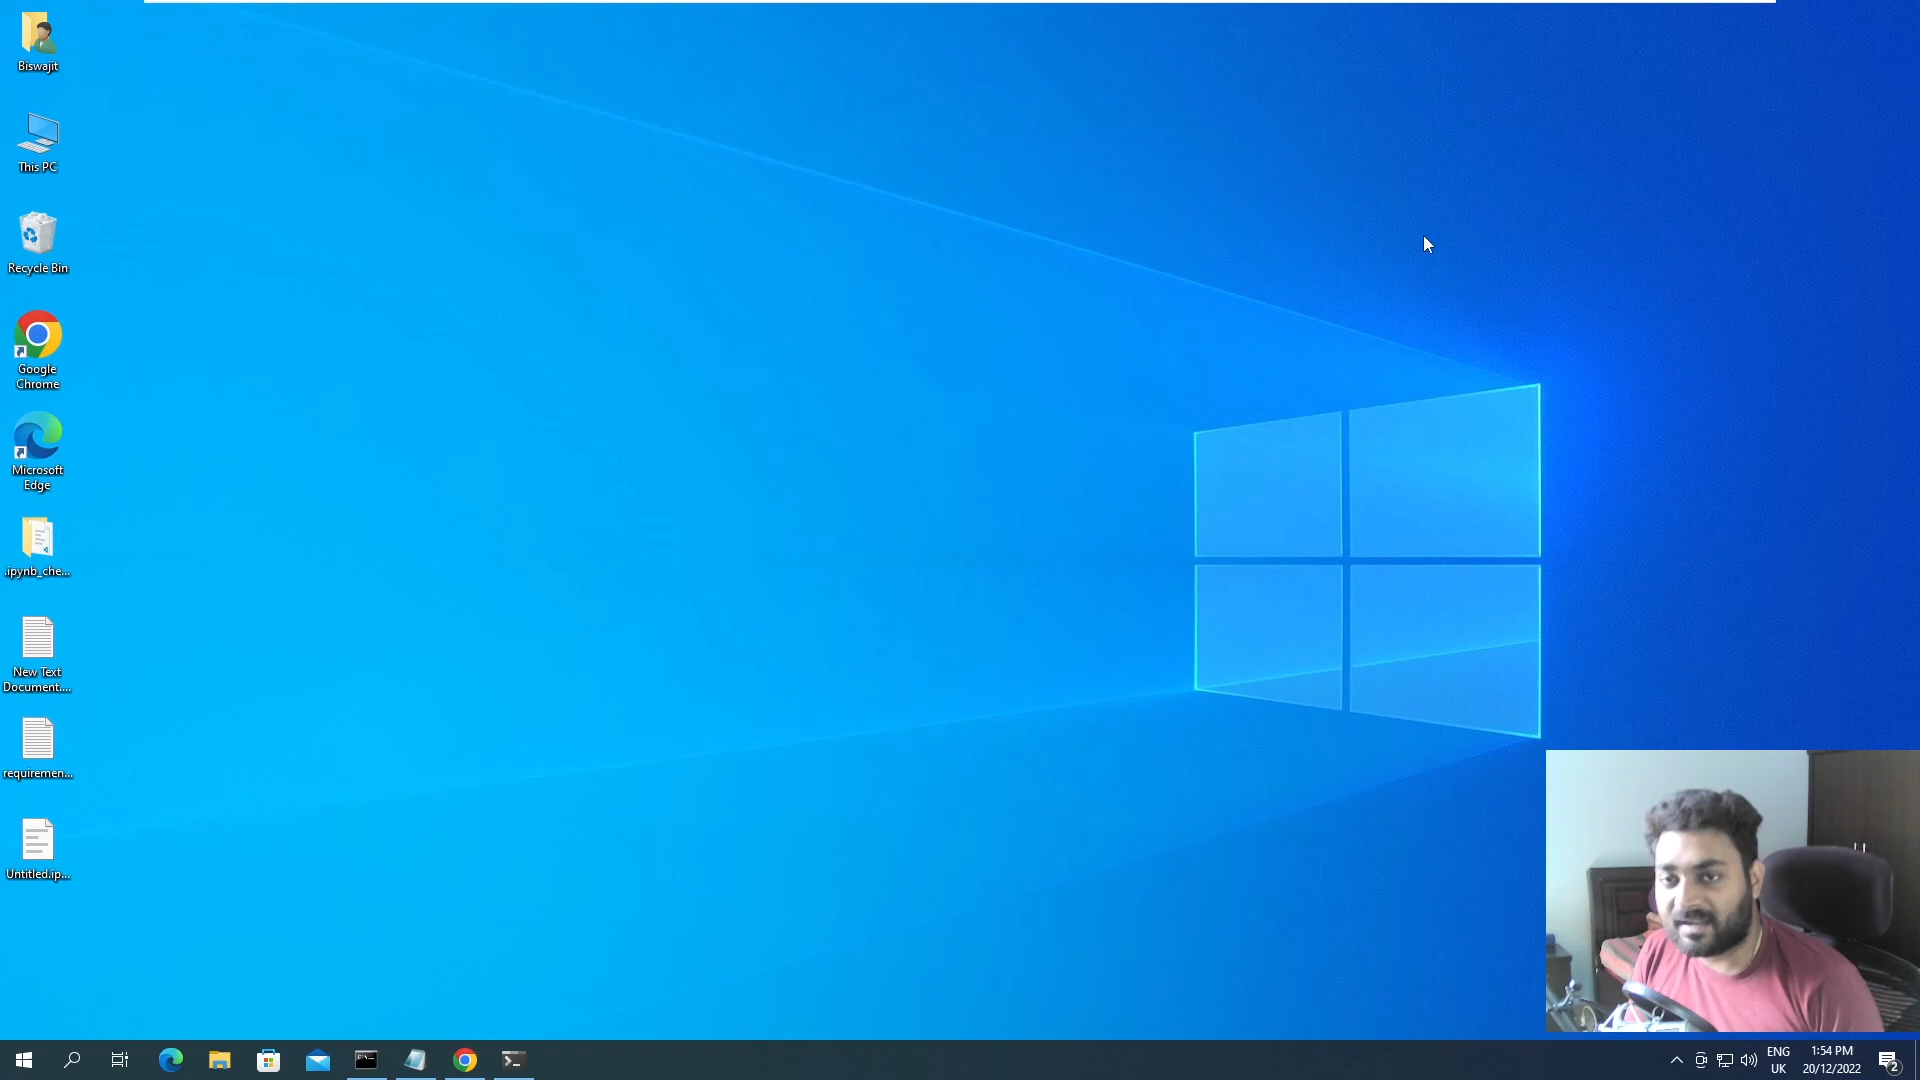 Biswajit
This PC
Recycle Bin
Google
Chrome
Microsoft
Edge
.ipynb_che...
New Text
Document....
requiremen...
Untitled.ip...
ENG
UK
1:54 PM
20/12/2022
2